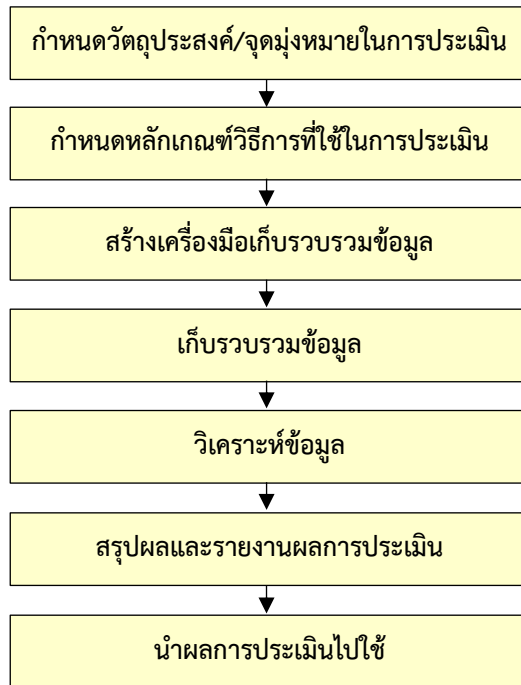 กำหนดวัตถุประสงค์/จุดมุ่งหมายในการประเมิน
กำหนดหลักเกณฑ์วิธีการที่ใช้ในการประเมิน
สร้างเครื่องมือเก็บรวบรวมข้อมูล
เก็บรวบรวมข้อมูล
วิเคราะห์ข้อมูล
สรุปผลและรายงานผลการประเมิน
นำผลการประเมินไปใช้